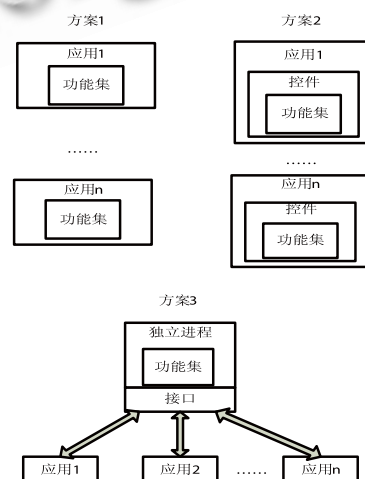 方案1
应用1
功能集
……
应用n
功能集
方案2
应用1
控件
功能集
……
应用n
控件
功能集
方案3
独立进程
功能集
接口
应用1
应用2
……
应用n